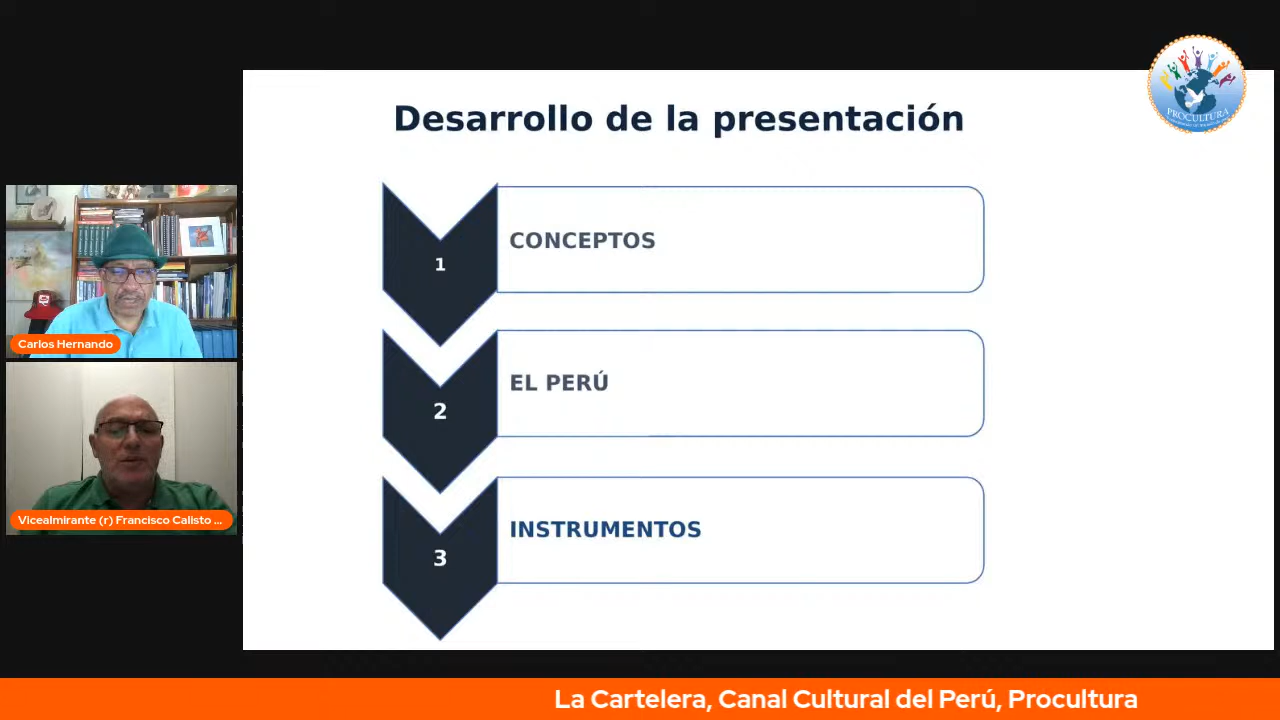 Desarrollo de la presentación
PROCULTURA
1
CONCEPTOS
2
EL PERÚ
3
INSTRUMENTOS
Carlos Hernando
Vicealmirante (r) Francisco Calisto ...
La Cartelera, Canal Cultural del Perú, Procultura